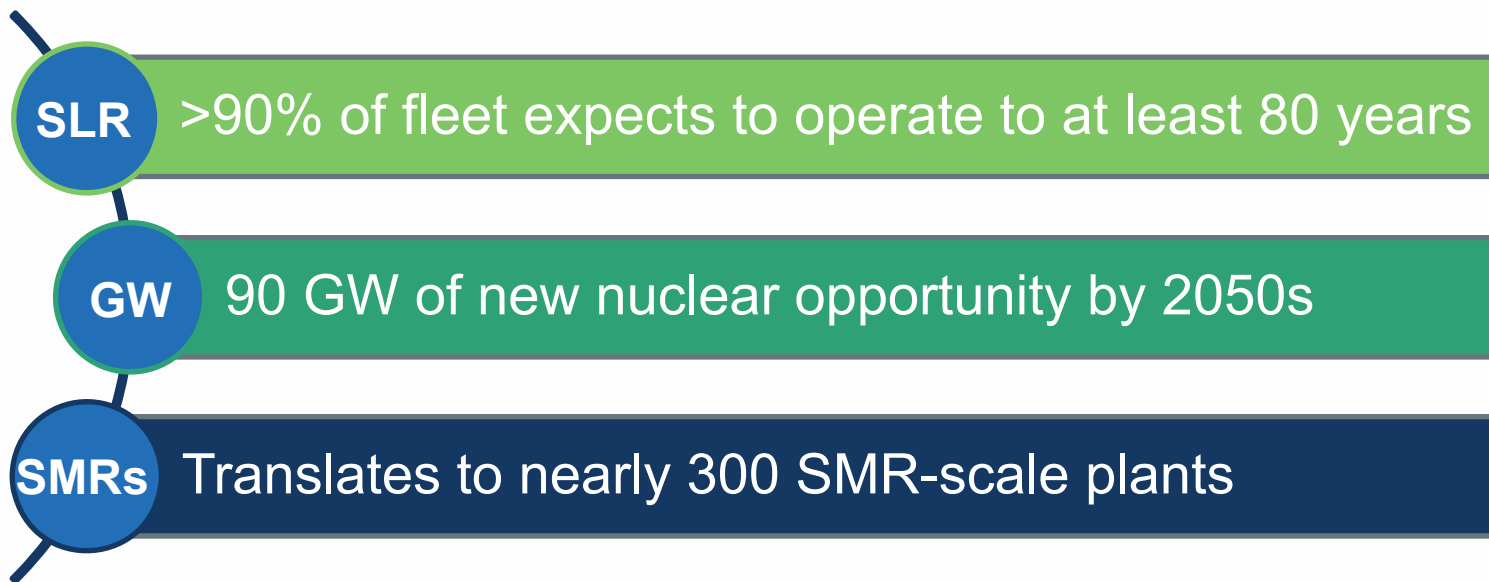 SLR >90% of fleet expects to operate to at least 80 years
GW 90 GW of new nuclear opportunity by 2050s
SMRs Translates to nearly 300 SMR-scale plants